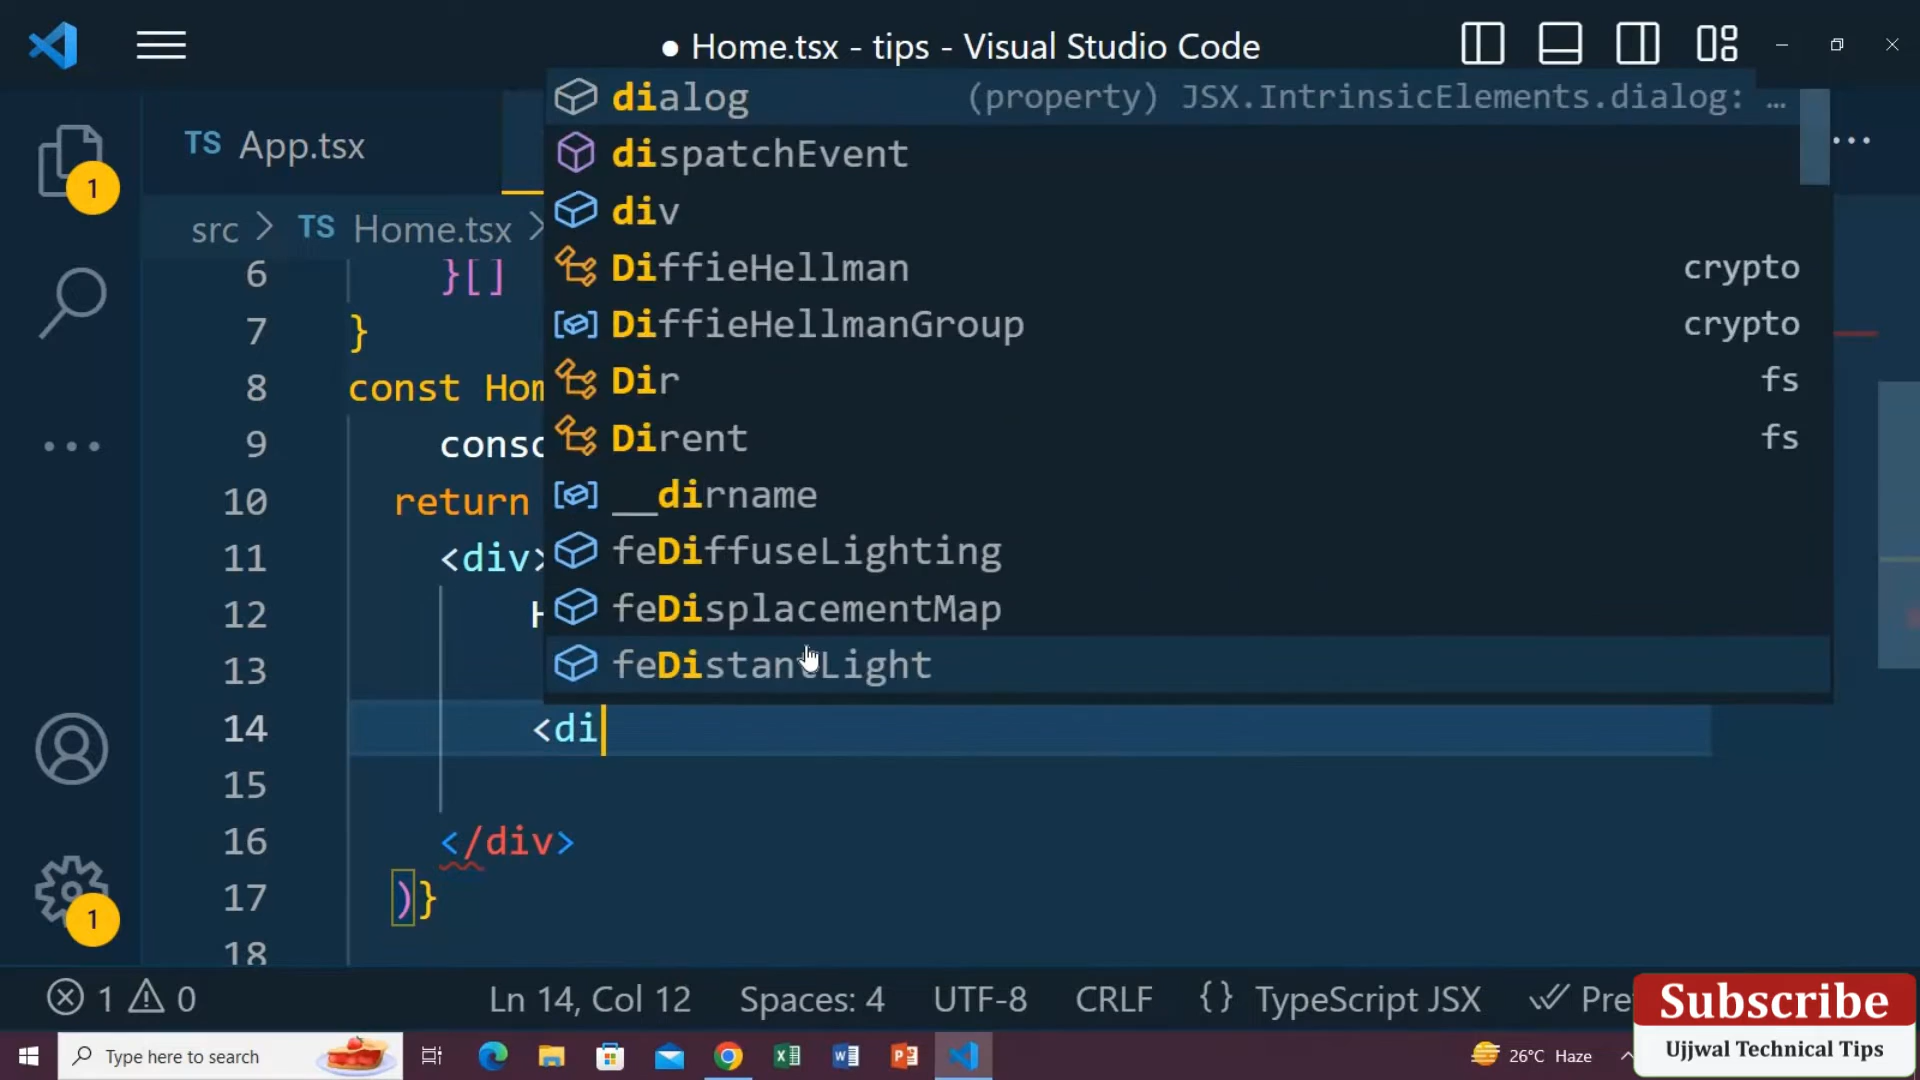 ● Home.tsx - tips - Visual Studio Code
TS App.tsx
1
src > TS Home.tsx >
dialog (property) JSX.IntrinsicElements.dialog: …
dispatchEvent
div
DiffieHellman crypto
DiffieHellmanGroup crypto
Dir fs
Dirent fs
__dirname
feDiffuseLighting
feDisplacementMap
feDistantLight
6 }[]
7 }
8 const Hom
9 consc
10 return
11 <div>
12 H
13
14 <di
15
16 </div>
17 )}
18
1
1 0 Ln 14, Col 12 Spaces: 4 UTF-8 CRLF {} TypeScript JSX Pre
Subscribe
Ujjwal Technical Tips
Type here to search 26°C Haze